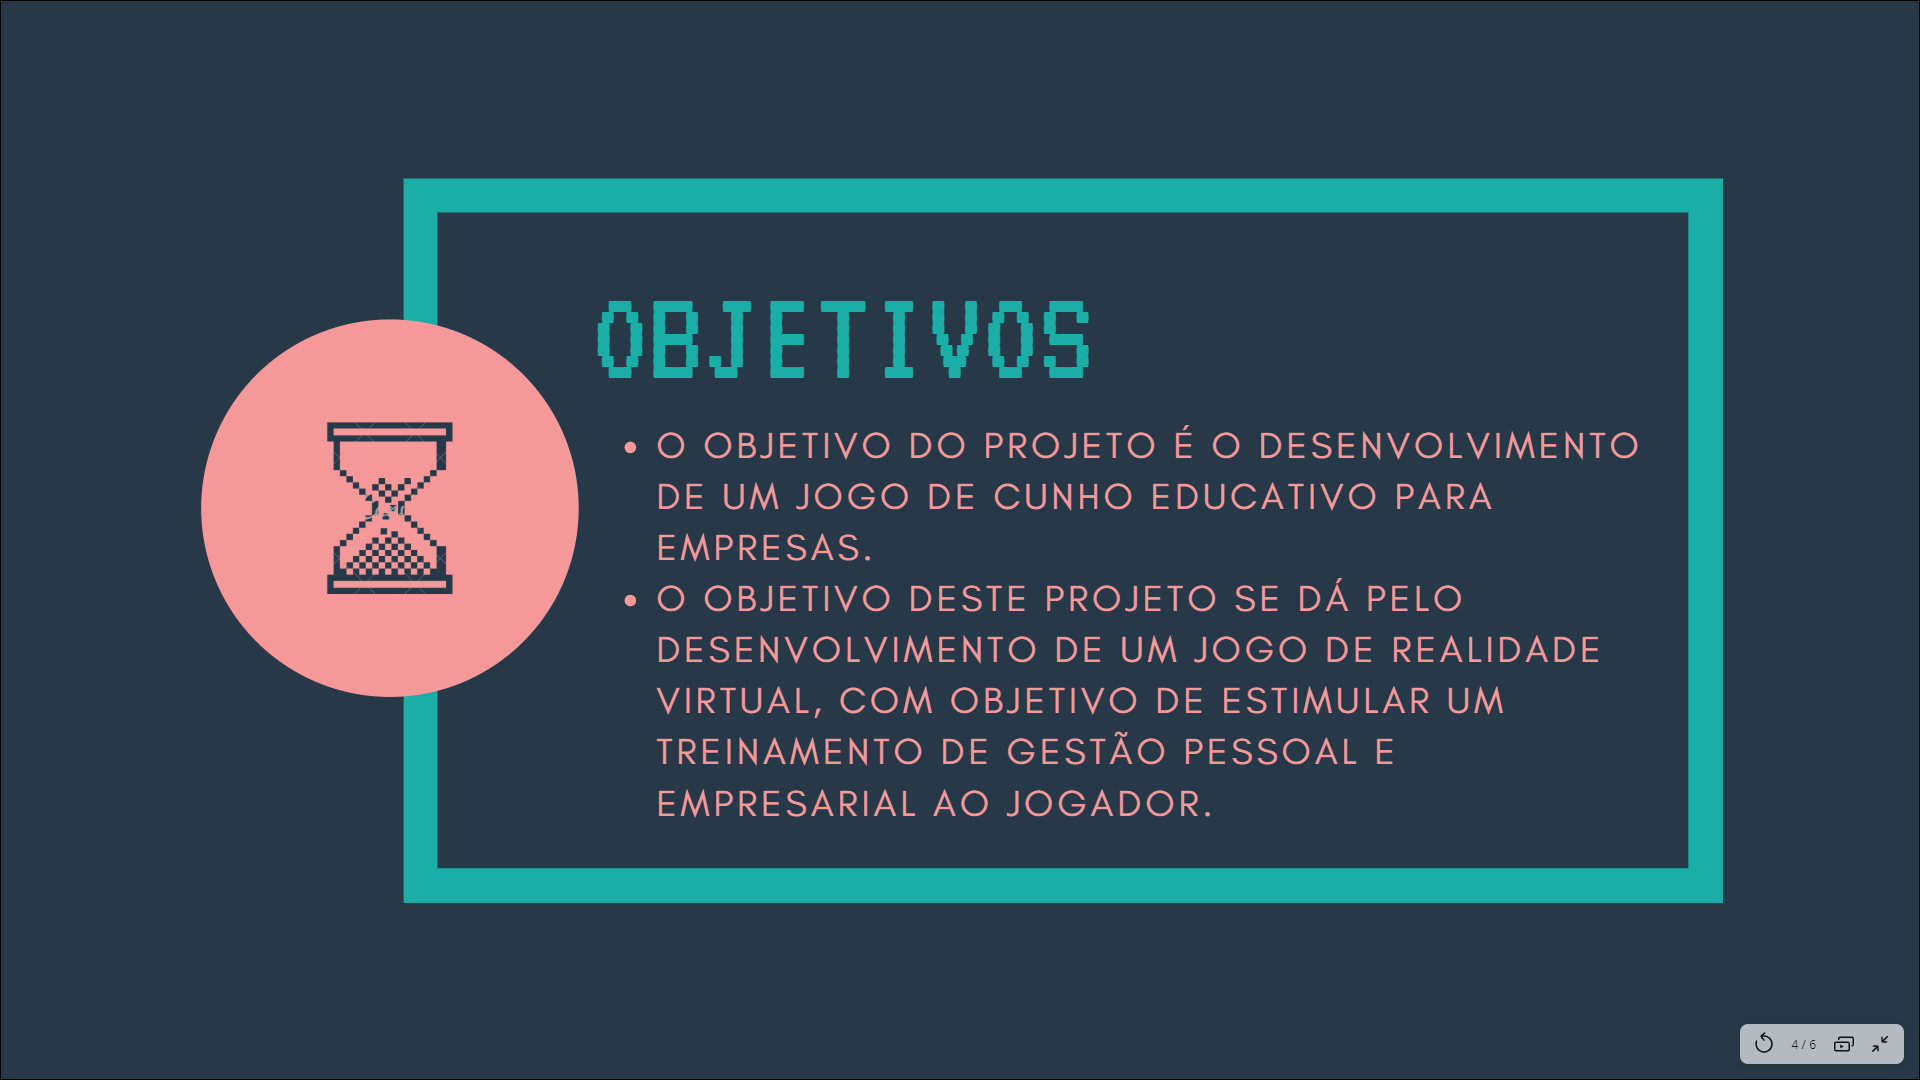 OBJETIVOS
• O OBJETIVO DO PROJETO É O DESENVOLVIMENTO
DE UM JOGO DE CUNHO EDUCATIVO PARA
EMPRESAS.
• O OBJETIVO DESTE PROJETO SE DÁ PELO
DESENVOLVIMENTO DE UM JOGO DE REALIDADE
VIRTUAL, COM OBJETIVO DE ESTIMULAR UM
TREINAMENTO DE GESTÃO PESSOAL E
EMPRESARIAL AO JOGADOR.
4 / 6